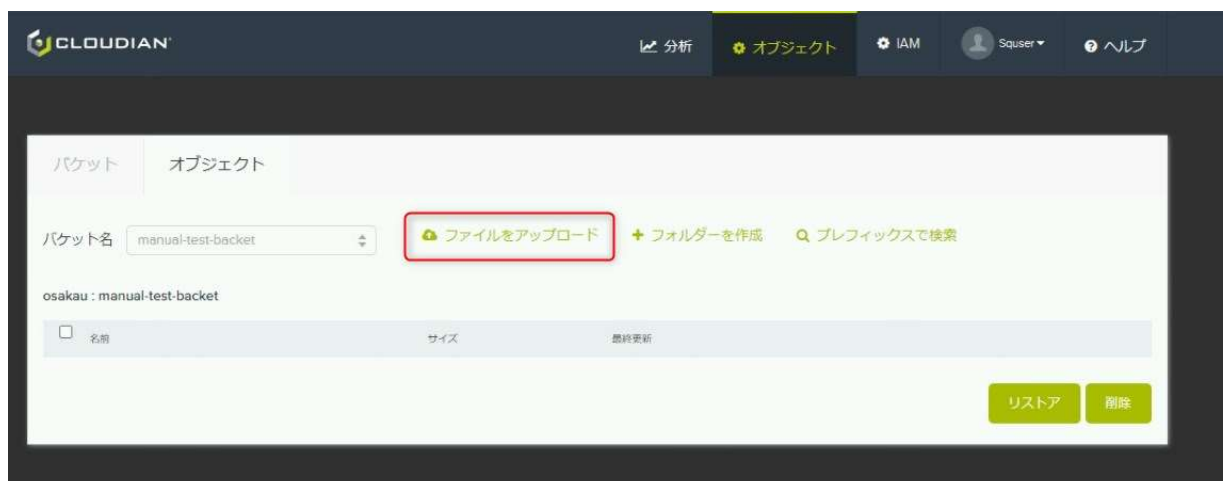 CLOUDIAN
分析
オブジェクト
IAM
Squser
ヘルプ
バケット
オブジェクト
バケット名
manual-test-backet
ファイルをアップロード
フォルダーを作成
プレフィックスで検索
osakau : manual-test-backet
名前
サイズ
最終更新
リストア
削除